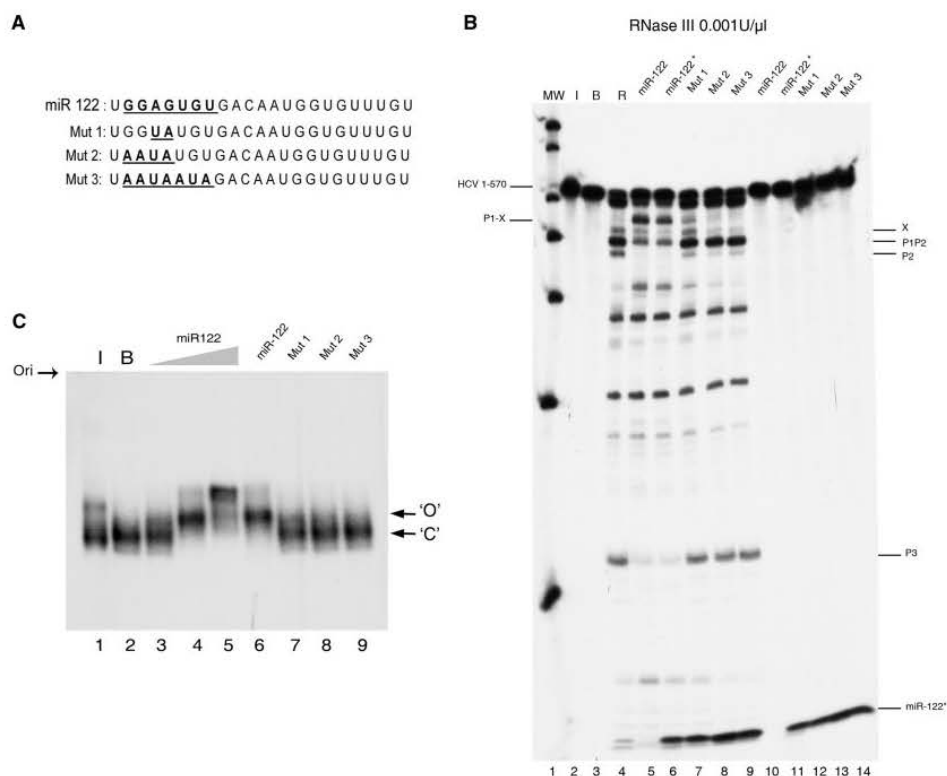 A
miR 122 : U G G A G U G U G A C A A U G G U G U U U G U
Mut 1: U G G U A U G U G A C A A U G G U G U U U G U
Mut 2: U A A U A U G U G A C A A U G G U G U U U G U
Mut 3: U A A U A A U A G A C A A U G G U G U U U G U
B
RNase III 0.001U/µl
MW I B R miR-122 miR-122* Mut 1 Mut 2 Mut 3 miR-122 miR-122* Mut 1 Mut 2 Mut 3
HCV 1-570
P1-X
X
P1P2
P2
P3
miR-122*
1 2 3 4 5 6 7 8 9 10 11 12 13 14
C
miR122
I B miR-122 Mut 1 Mut 2 Mut 3
Ori
'O'
'C'
1 2 3 4 5 6 7 8 9